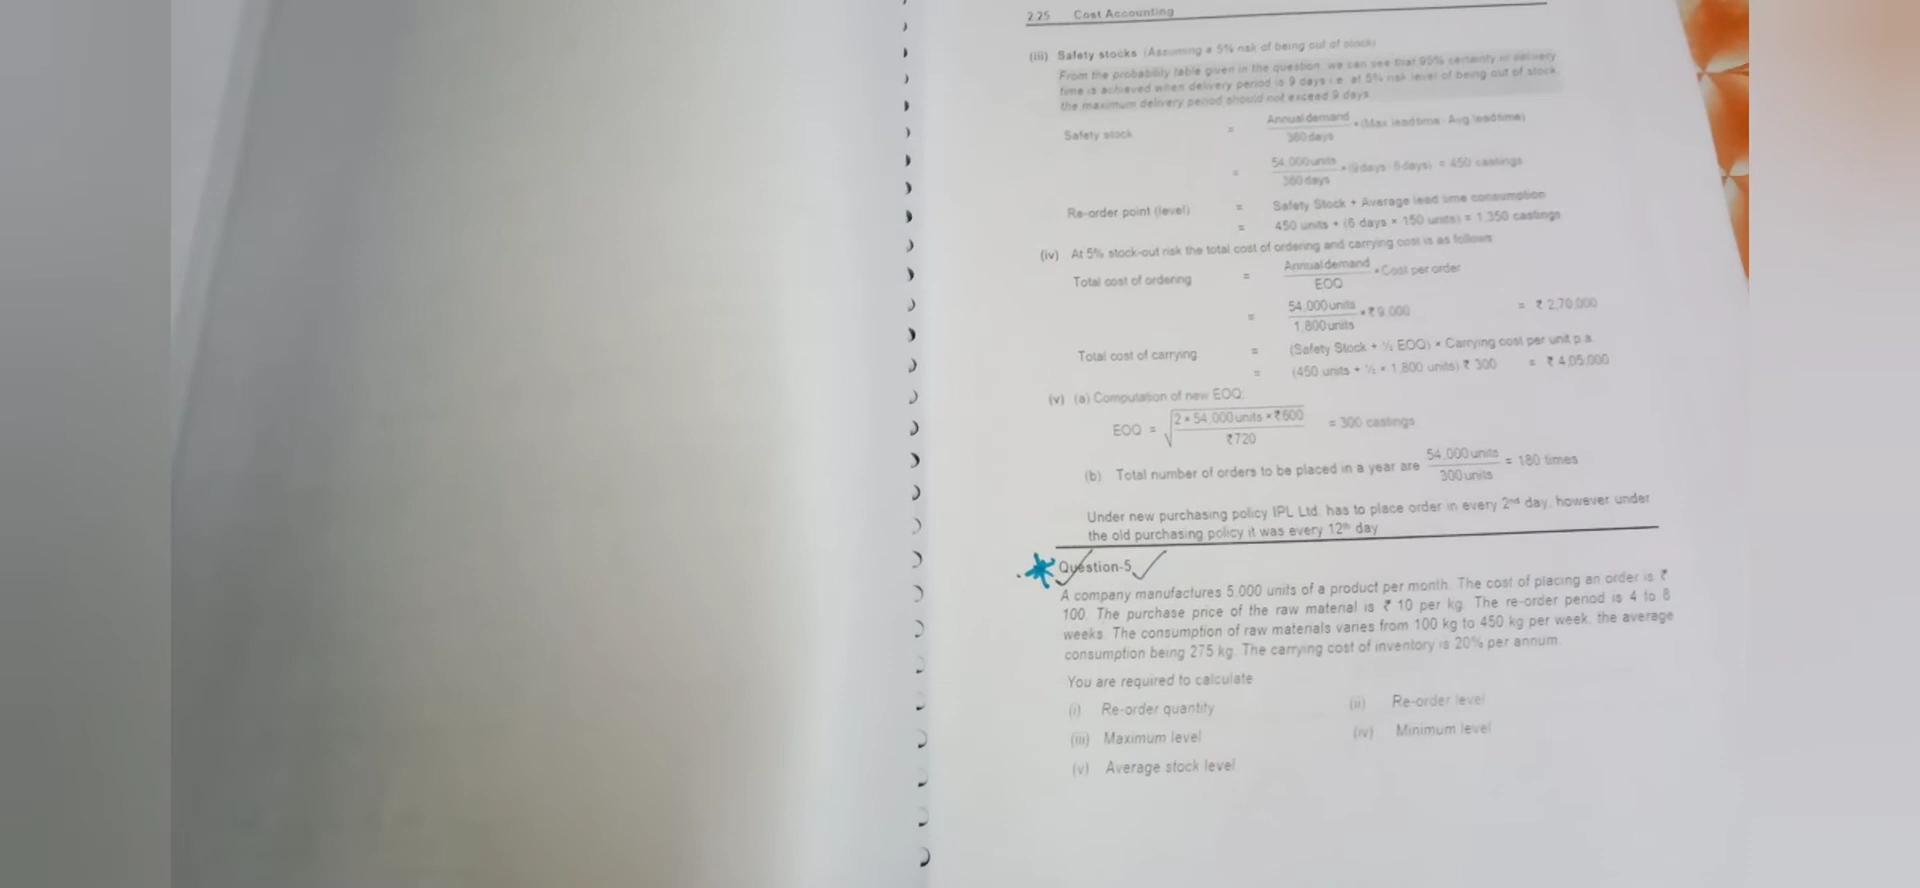 2.25 Cost Accounting
(iii) Safety stocks (Assuming a 5% risk of being out of stock)
From the probability table given in the question, we can see that 95% certainty in delivery
time is achieved when delivery period is 9 days i.e. at 5% risk level of being out of stock,
the maximum delivery period should not exceed 9 days.
Safety stock = Annual demand / 360 days × (Max lead time - Avg lead time)
= 54,000 units / 360 days × (9 days - 6 days) = 450 castings
Re-order point (level) = Safety Stock + Average lead time consumption
= 450 units + (6 days × 150 units) = 1,350 castings
(iv) At 5% stock-out risk the total cost of ordering and carrying cost is as follows:
Total cost of ordering = Annual demand / EOQ × Cost per order
= 54,000 units / 1,800 units × ₹ 9,000 = ₹ 2,70,000
Total cost of carrying = (Safety Stock + ½ EOQ) × Carrying cost per unit p.a.
= (450 units + ½ × 1,800 units) ₹ 300 = ₹ 4,05,000
(v) (a) Computation of new EOQ:
EOQ = √ 2 × 54,000 units × ₹ 600 / ₹ 720 = 300 castings
(b) Total number of orders to be placed in a year are 54,000 units / 300 units = 180 times
Under new purchasing policy IPL Ltd. has to place order in every 2nd day, however under
the old purchasing policy it was every 12th day
Question-5
A company manufactures 5,000 units of a product per month. The cost of placing an order is ₹
100. The purchase price of the raw material is ₹ 10 per kg. The re-order period is 4 to 8
weeks. The consumption of raw materials varies from 100 kg to 450 kg per week, the average
consumption being 275 kg. The carrying cost of inventory is 20% per annum.
You are required to calculate
(i) Re-order quantity (ii) Re-order level
(iii) Maximum level (iv) Minimum level
(v) Average stock level